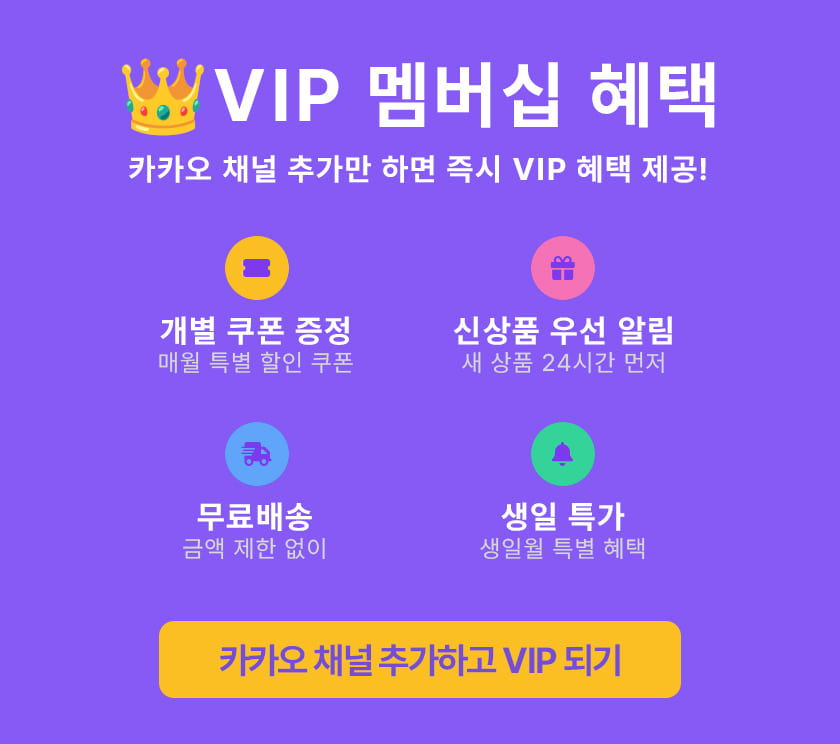 VIP 멤버십 혜택
카카오 채널 추가만 하면 즉시 VIP 혜택 제공!
개별 쿠폰 증정
매월 특별 할인 쿠폰
신상품 우선 알림
새 상품 24시간 먼저
무료배송
금액 제한 없이
생일 특가
생일월 특별 혜택
카카오 채널 추가하고 VIP 되기